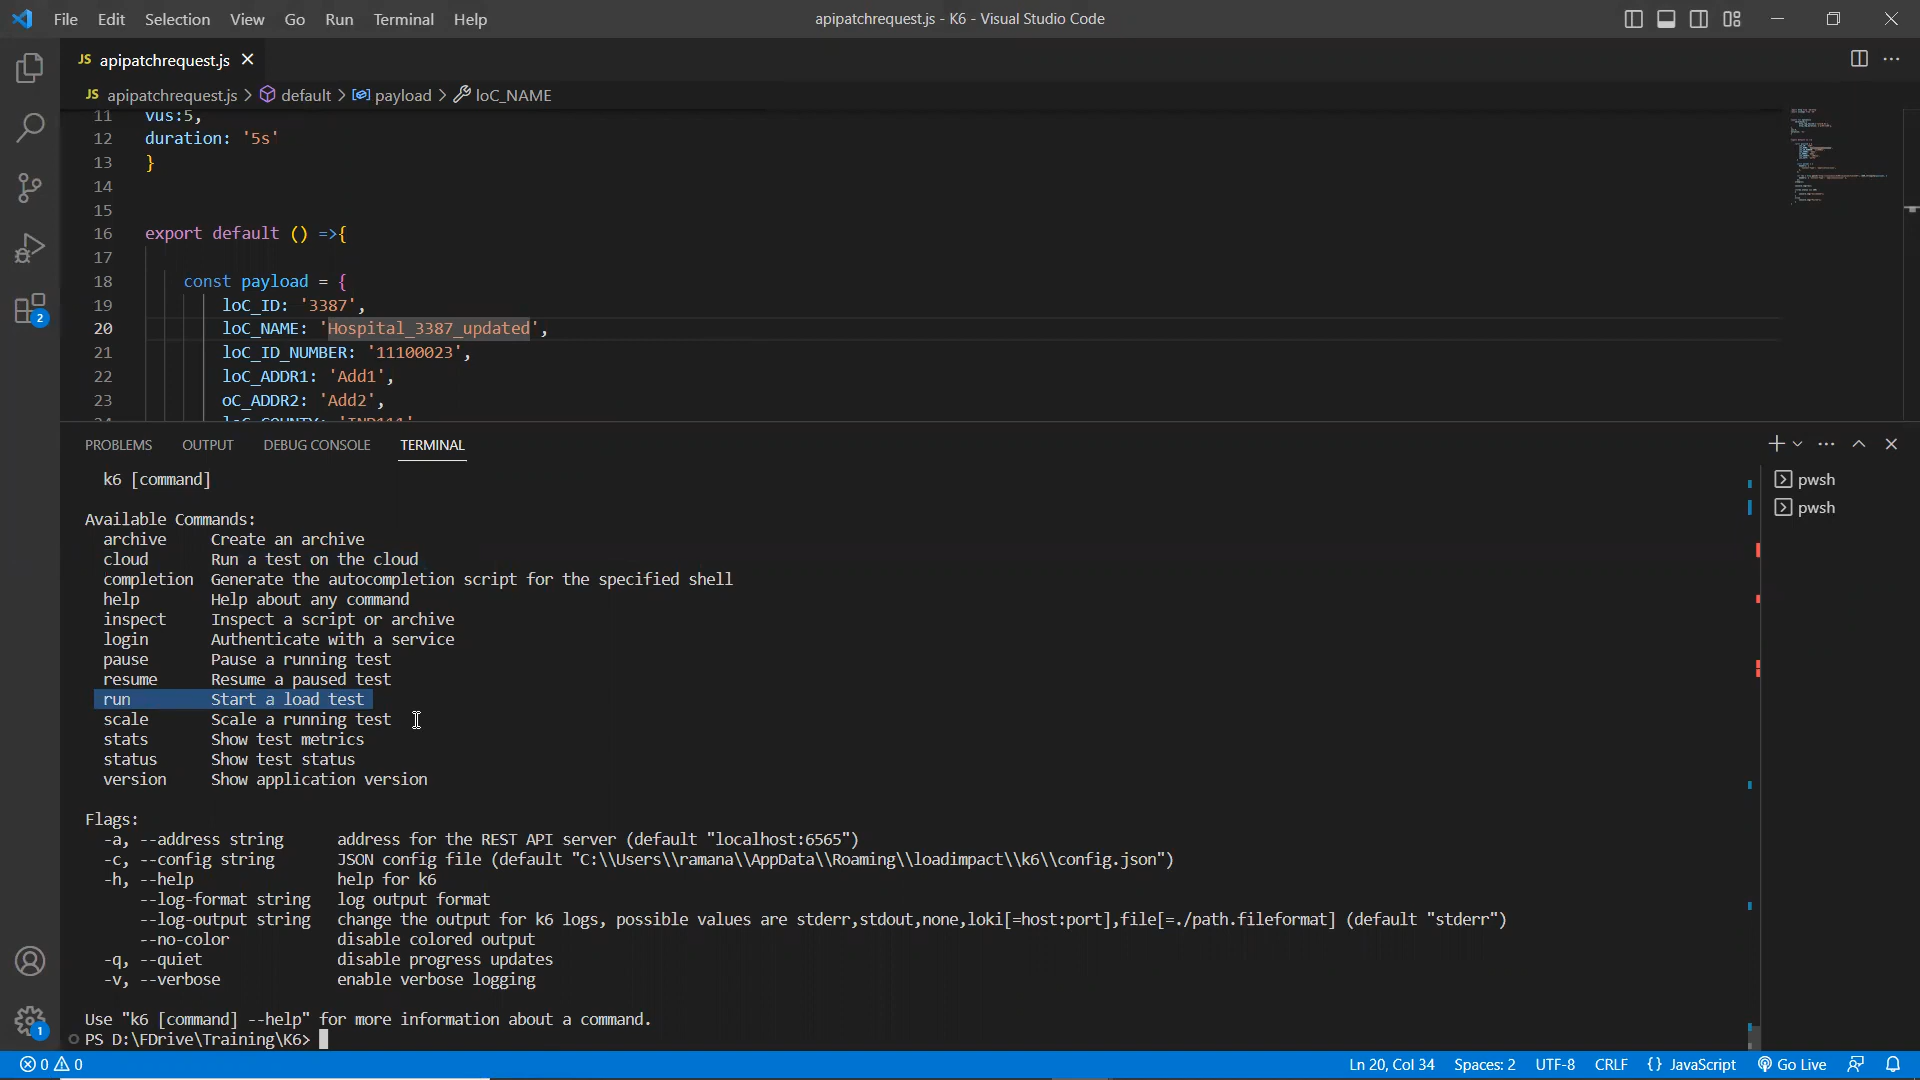 File Edit Selection View Go Run Terminal Help
apipatchrequest.js - K6 - Visual Studio Code
JS apipatchrequest.js
JS apipatchrequest.js > default > payload > loC_NAME
11 vus:5,
12 duration: '5s'
13 }
14
15
16 export default () =>{
17
18 const payload = {
19 loC_ID: '3387',
20 loC_NAME: 'Hospital_3387_updated',
21 loC_ID_NUMBER: '11100023',
22 loC_ADDR1: 'Add1',
23 oC_ADDR2: 'Add2',
PROBLEMS OUTPUT DEBUG CONSOLE TERMINAL
k6 [command]
Available Commands:
archive Create an archive
cloud Run a test on the cloud
completion Generate the autocompletion script for the specified shell
help Help about any command
inspect Inspect a script or archive
login Authenticate with a service
pause Pause a running test
resume Resume a paused test
run Start a load test
scale Scale a running test
stats Show test metrics
status Show test status
version Show application version
Flags:
-a, --address string address for the REST API server (default "localhost:6565")
-c, --config string JSON config file (default "C:\\Users\\ramana\\AppData\\Roaming\\loadimpact\\k6\\config.json")
-h, --help help for k6
--log-format string log output format
--log-output string change the output for k6 logs, possible values are stderr,stdout,none,loki[=host:port],file[=./path.fileformat] (default "stderr")
--no-color disable colored output
-q, --quiet disable progress updates
-v, --verbose enable verbose logging
Use "k6 [command] --help" for more information about a command.
PS D:\FDrive\Training\K6>
pwsh
pwsh
2
1
0 0
Ln 20, Col 34 Spaces: 2 UTF-8 CRLF {} JavaScript Go Live